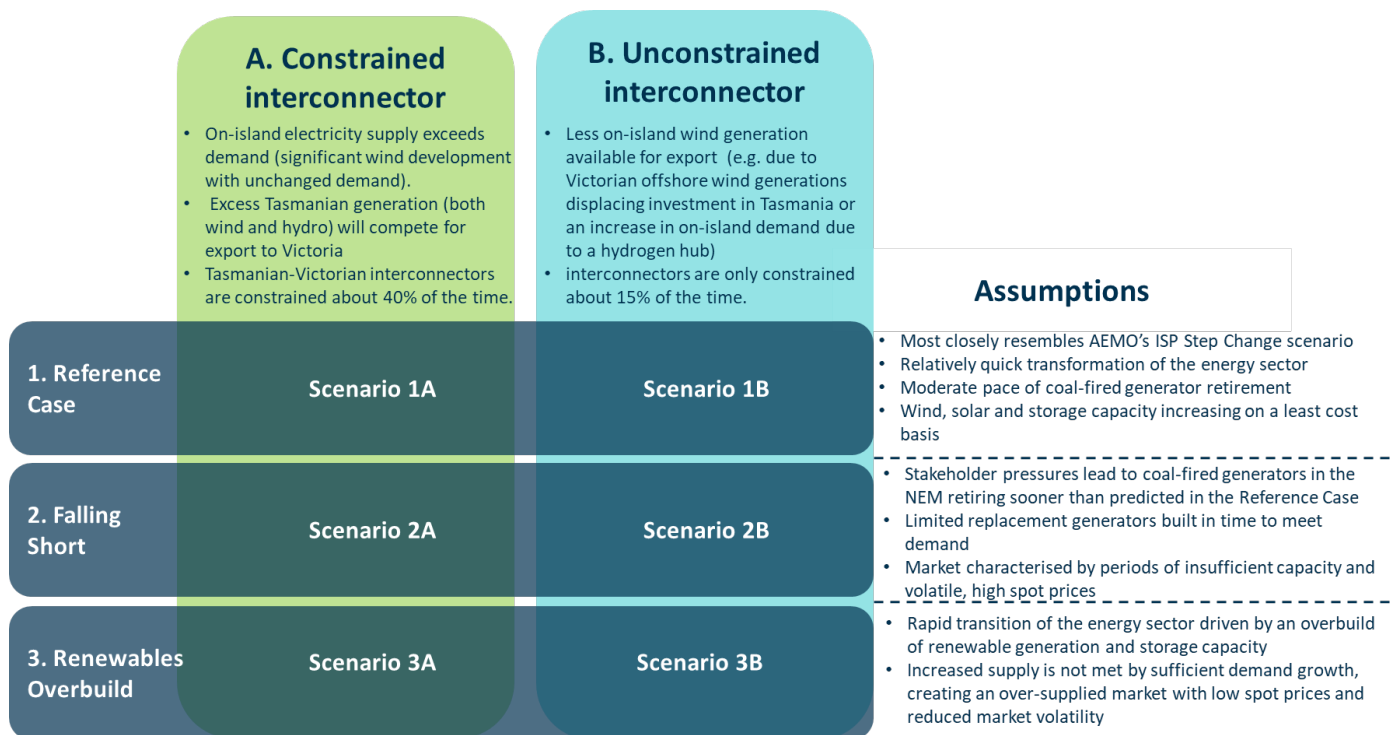 A. Constrained
interconnector
• On-island electricity supply exceeds
demand (significant wind development
with unchanged demand).
• Excess Tasmanian generation (both
wind and hydro) will compete for
export to Victoria
• Tasmanian-Victorian interconnectors
are constrained about 40% of the time.
B. Unconstrained
interconnector
• Less on-island wind generation
available for export (e.g. due to
Victorian offshore wind generations
displacing investment in Tasmania or
an increase in on-island demand due
to a hydrogen hub)
• interconnectors are only constrained
about 15% of the time.
Assumptions
1. Reference
Case
Scenario 1A
Scenario 1B
• Most closely resembles AEMO’s ISP Step Change scenario
• Relatively quick transformation of the energy sector
• Moderate pace of coal-fired generator retirement
• Wind, solar and storage capacity increasing on a least cost
basis
2. Falling
Short
Scenario 2A
Scenario 2B
• Stakeholder pressures lead to coal-fired generators in the
NEM retiring sooner than predicted in the Reference Case
• Limited replacement generators built in time to meet
demand
• Market characterised by periods of insufficient capacity and
volatile, high spot prices
3. Renewables
Overbuild
Scenario 3A
Scenario 3B
• Rapid transition of the energy sector driven by an overbuild
of renewable generation and storage capacity
• Increased supply is not met by sufficient demand growth,
creating an over-supplied market with low spot prices and
reduced market volatility